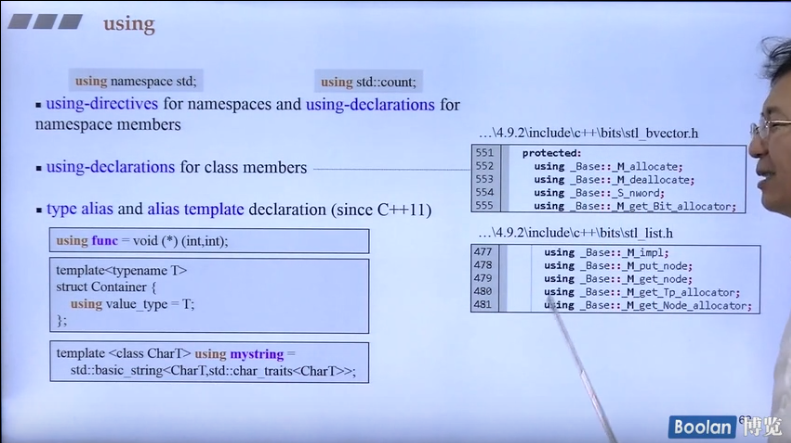 using
using namespace std;
using std::count;
▪ using-directives for namespaces and using-declarations for
namespace members
▪ using-declarations for class members
▪ type alias and alias template declaration (since C++11)
using func = void (*) (int,int);
template<typename T>
struct Container {
using value_type = T;
};
template <class CharT> using mystring =
std::basic_string<CharT,std::char_traits<CharT>>;
…\4.9.2\include\c++\bits\stl_bvector.h
551 protected:
552 using _Base::_M_allocate;
553 using _Base::_M_deallocate;
554 using _Base::_S_nword;
555 using _Base::_M_get_Bit_allocator;
…\4.9.2\include\c++\bits\stl_list.h
477 using _Base::_M_impl;
478 using _Base::_M_put_node;
479 using _Base::_M_get_node;
480 using _Base::_M_get_Tp_allocator;
481 using _Base::_M_get_Node_allocator;
Boolan 博览